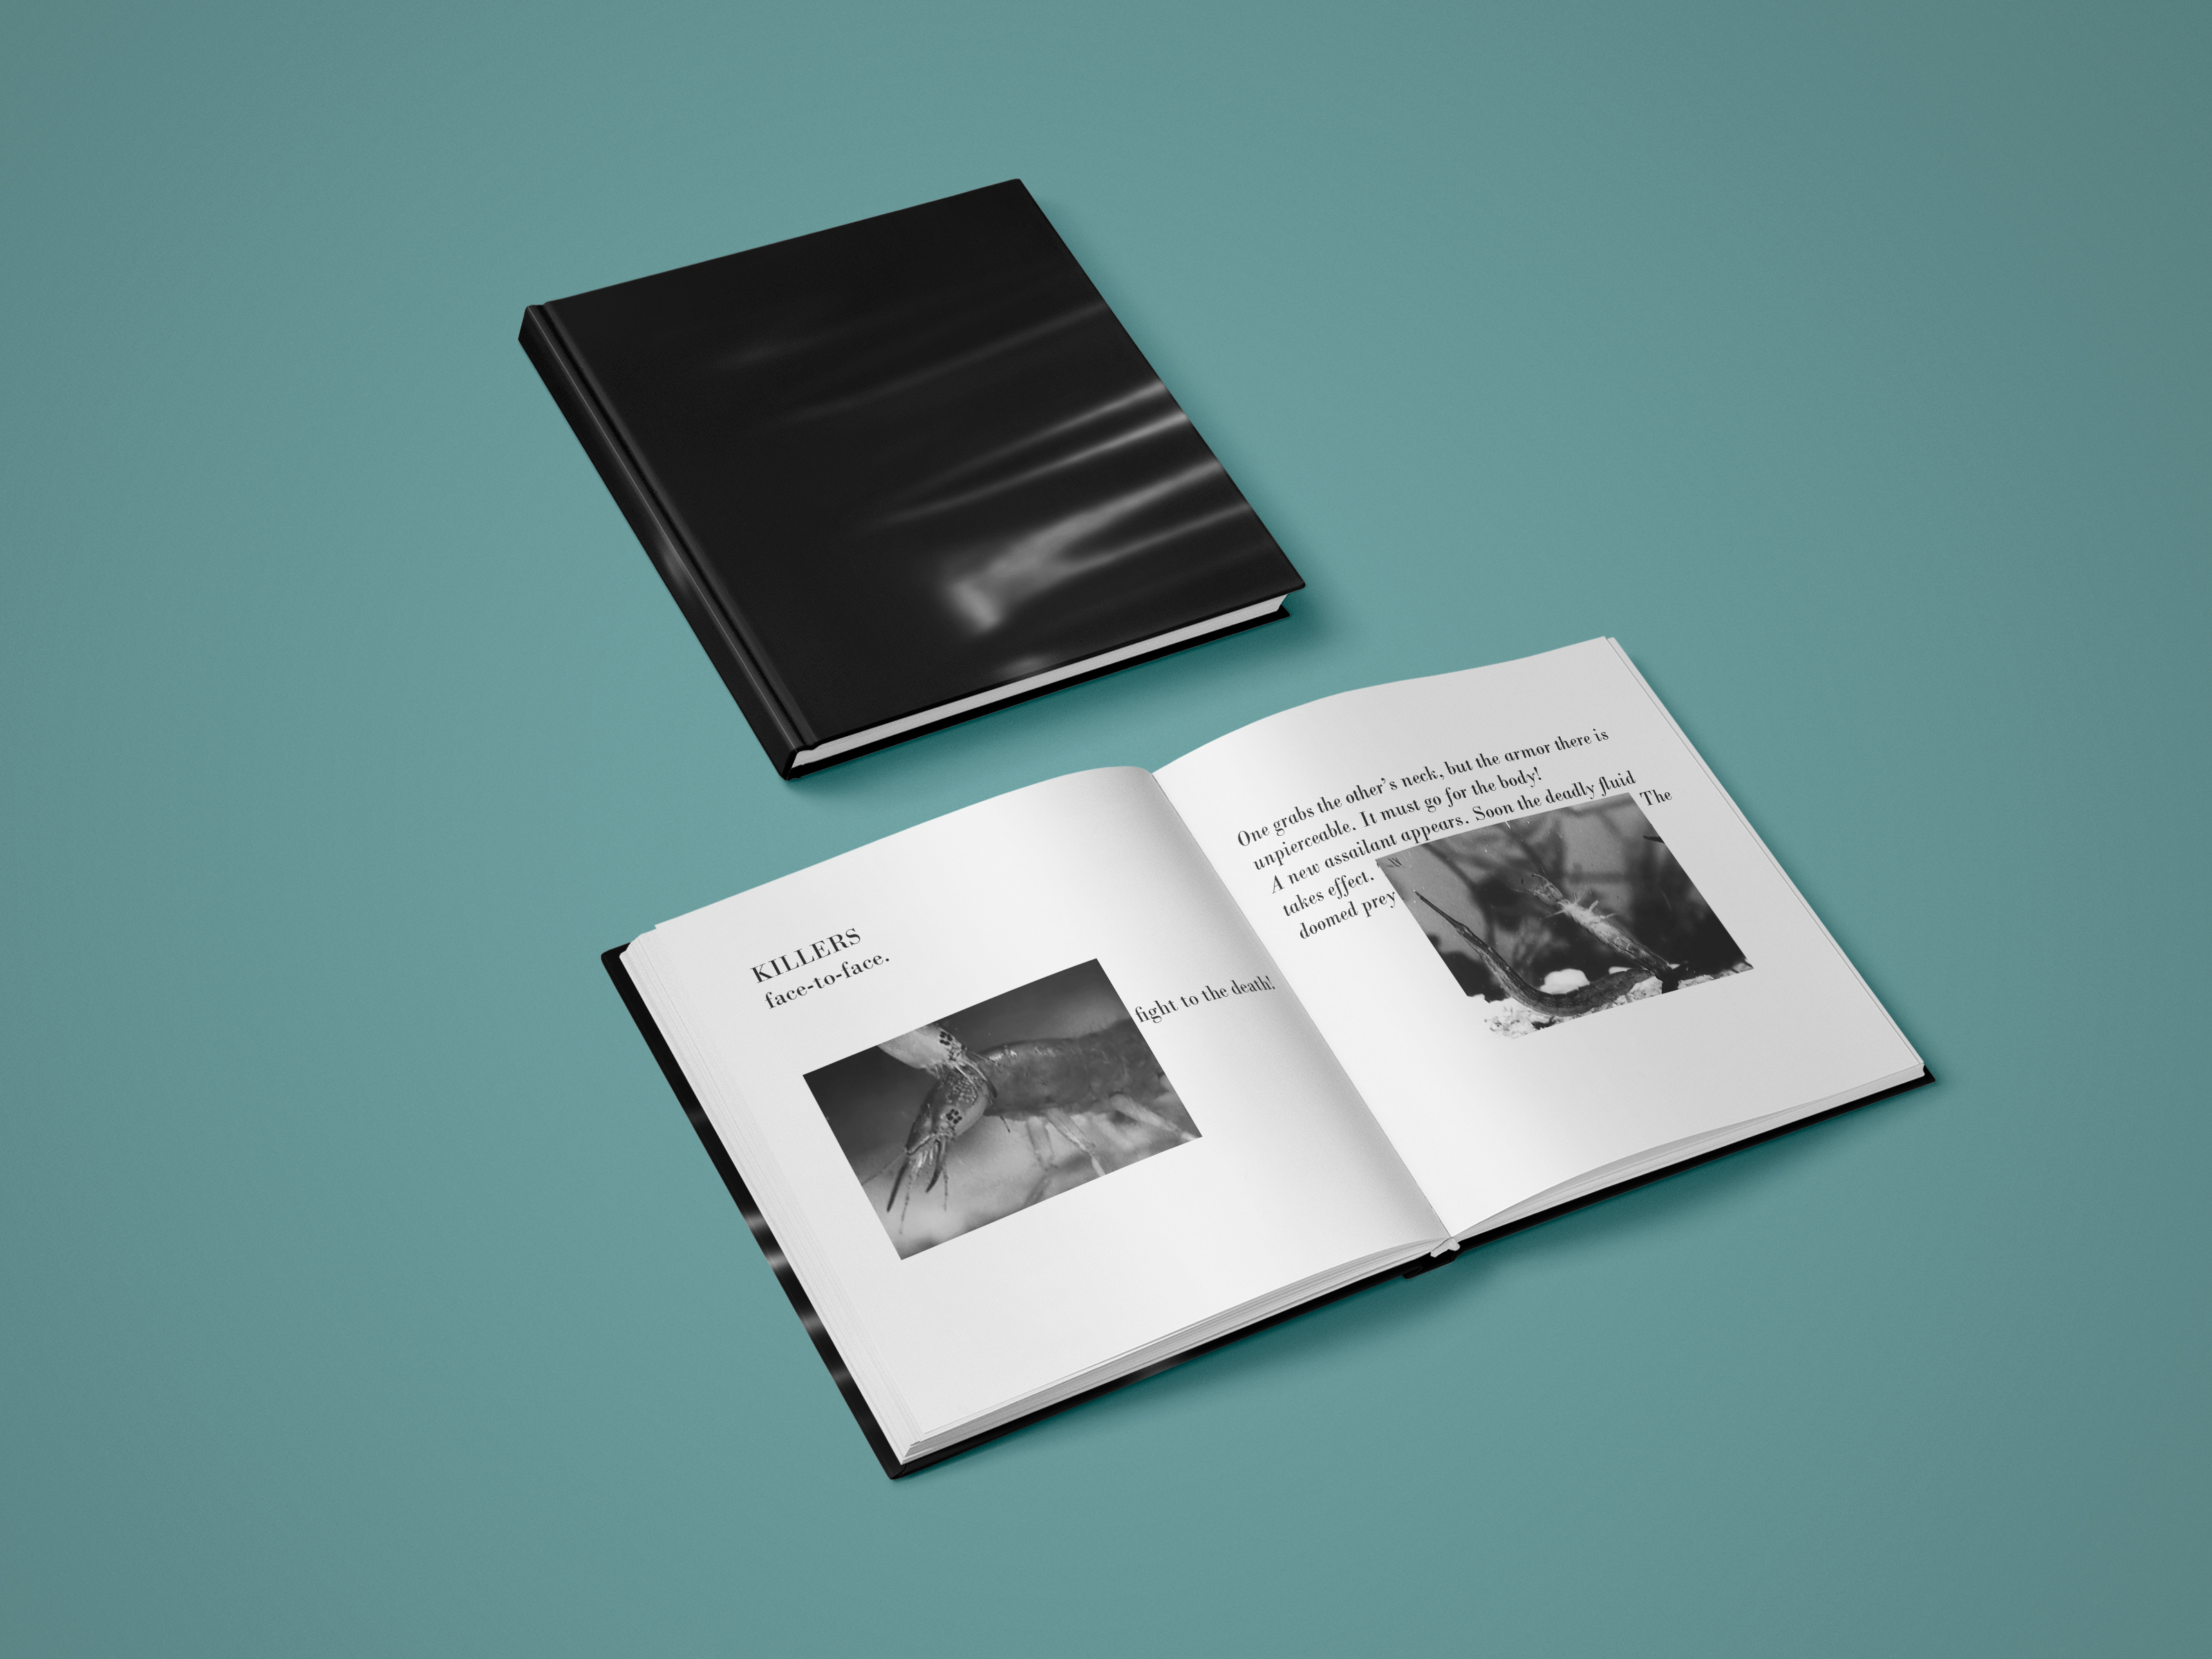 KILLERS
face-to-face.
fight to the death!
One grabs the other’s neck, but the armor there is
unpierceable. It must go for the body!
A new assailant appears. Soon the deadly fluid
takes effect. The
doomed prey